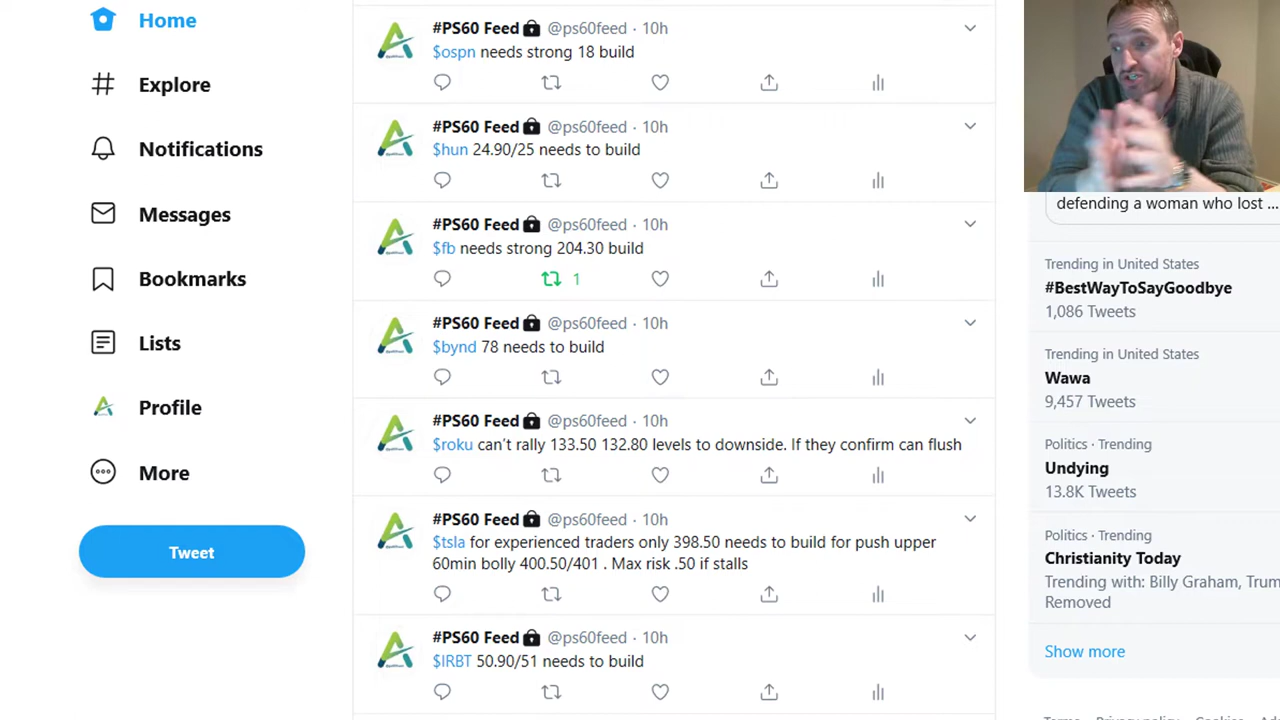 Home
Explore
Notifications
Messages
Bookmarks
Lists
Profile
More
Tweet
#PS60 Feed @ps60feed · 10h
$ospn needs strong 18 build
#PS60 Feed @ps60feed · 10h
$hun 24.90/25 needs to build
#PS60 Feed @ps60feed · 10h
$fb needs strong 204.30 build
1
#PS60 Feed @ps60feed · 10h
$bynd 78 needs to build
#PS60 Feed @ps60feed · 10h
$roku can't rally 133.50 132.80 levels to downside. If they confirm can flush
#PS60 Feed @ps60feed · 10h
$tsla for experienced traders only 398.50 needs to build for push upper
60min bolly 400.50/401 . Max risk .50 if stalls
#PS60 Feed @ps60feed · 10h
$IRBT 50.90/51 needs to build
defending a woman who lost ...
Trending in United States
#BestWayToSayGoodbye
1,086 Tweets
Trending in United States
Wawa
9,457 Tweets
Politics · Trending
Undying
13.8K Tweets
Politics · Trending
Christianity Today
Trending with: Billy Graham, Trum
Removed
Show more